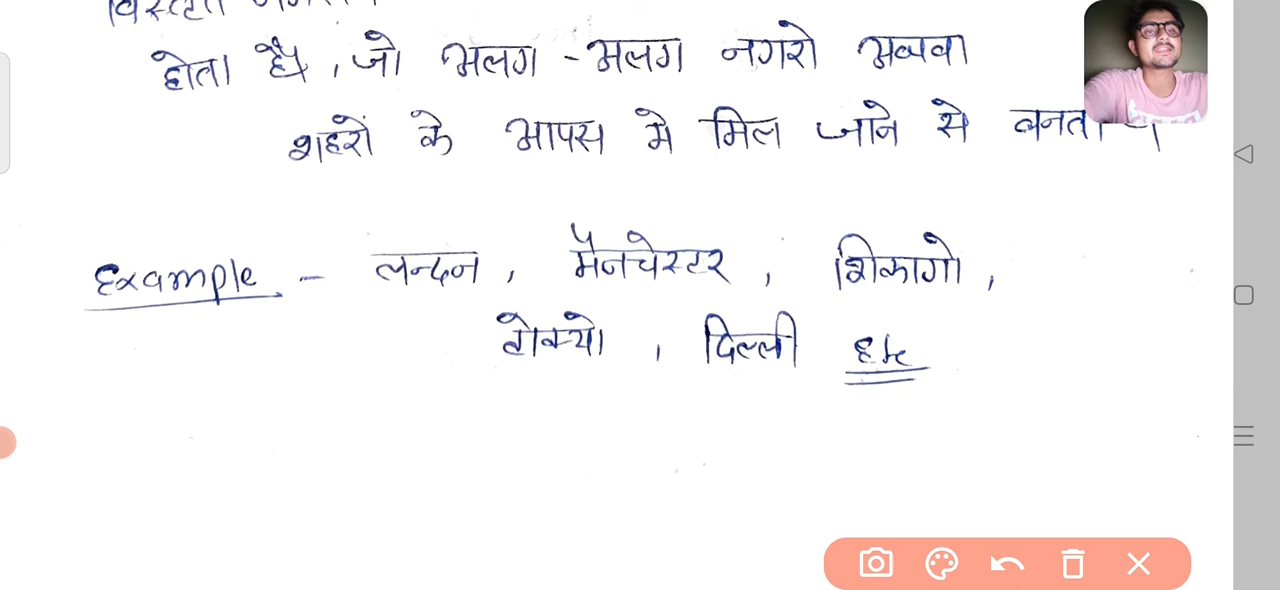 विस्तृत
होता है, जो अलग - अलग नगरो अथवा
शहरों के आपस मे मिल जाने से बनता
Example - लन्दन, मैनचेस्टर, शिकागो,
टोक्यो, दिल्ली Etc